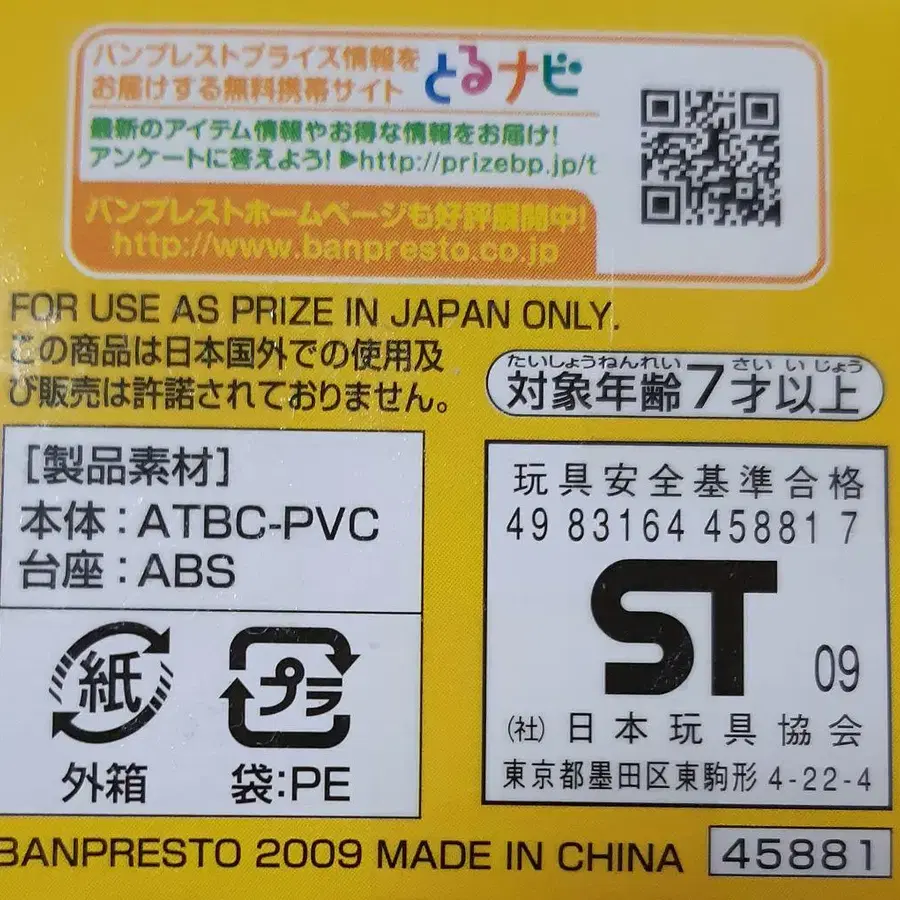 バンプレストプライズ情報を
お届けする無料携帯サイト
とるナビ
最新のアイテム情報やお得な情報をお届け!
アンケートに答えよう!▶http://prizebp.jp/t
バンプレストホームページも好評展開中!
http://www.banpresto.co.jp
FOR USE AS PRIZE IN JAPAN ONLY.
この商品は日本国外での使用及
び販売は許諾されておりません。
たいしょうねんれい さい いじょう
対象年齢7才以上
[製品素材]
本体:ATBC-PVC
台座:ABS
紙
外箱
プラ
袋:PE
玩具安全基準合格
49 83164 45881 7
ST 09
(社)日本玩具協会
東京都墨田区東駒形4-22-4
BANPRESTO 2009 MADE IN CHINA
45881